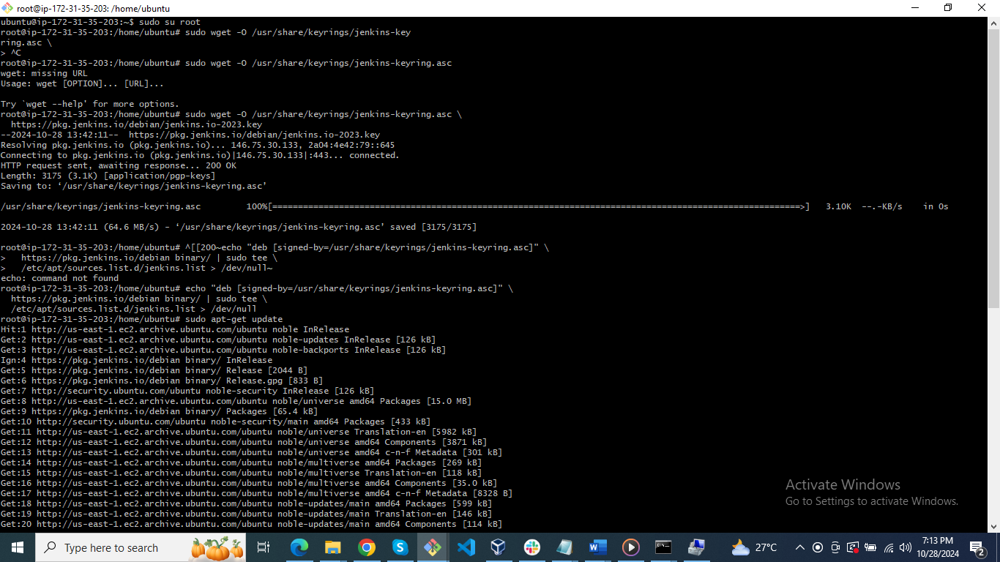 root@ip-172-31-35-203: /home/ubuntu
ubuntu@ip-172-31-35-203:~$ sudo su root
root@ip-172-31-35-203:/home/ubuntu# sudo wget -O /usr/share/keyrings/jenkins-key
ring.asc \
> ^C
root@ip-172-31-35-203:/home/ubuntu# sudo wget -O /usr/share/keyrings/jenkins-keyring.asc
wget: missing URL
Usage: wget [OPTION]... [URL]...
Try `wget --help' for more options.
root@ip-172-31-35-203:/home/ubuntu# sudo wget -O /usr/share/keyrings/jenkins-keyring.asc \
  https://pkg.jenkins.io/debian/jenkins.io-2023.key
--2024-10-28 13:42:11--  https://pkg.jenkins.io/debian/jenkins.io-2023.key
Resolving pkg.jenkins.io (pkg.jenkins.io)... 146.75.30.133, 2a04:4e42:79::645
Connecting to pkg.jenkins.io (pkg.jenkins.io)|146.75.30.133|:443... connected.
HTTP request sent, awaiting response... 200 OK
Length: 3175 (3.1K) [application/pgp-keys]
Saving to: ‘/usr/share/keyrings/jenkins-keyring.asc’
/usr/share/keyrings/jenkins-keyring.asc         100%[=======================================================================================================>]   3.10K  --.-KB/s    in 0s
2024-10-28 13:42:11 (64.6 MB/s) - ‘/usr/share/keyrings/jenkins-keyring.asc’ saved [3175/3175]
root@ip-172-31-35-203:/home/ubuntu# ^[[200~echo "deb [signed-by=/usr/share/keyrings/jenkins-keyring.asc]" \
>   https://pkg.jenkins.io/debian binary/ | sudo tee \
>   /etc/apt/sources.list.d/jenkins.list > /dev/null~
echo: command not found
root@ip-172-31-35-203:/home/ubuntu# echo "deb [signed-by=/usr/share/keyrings/jenkins-keyring.asc]" \
  https://pkg.jenkins.io/debian binary/ | sudo tee \
  /etc/apt/sources.list.d/jenkins.list > /dev/null
root@ip-172-31-35-203:/home/ubuntu# sudo apt-get update
Hit:1 http://us-east-1.ec2.archive.ubuntu.com/ubuntu noble InRelease
Get:2 http://us-east-1.ec2.archive.ubuntu.com/ubuntu noble-updates InRelease [126 kB]
Get:3 http://us-east-1.ec2.archive.ubuntu.com/ubuntu noble-backports InRelease [126 kB]
Ign:4 https://pkg.jenkins.io/debian binary/ InRelease
Get:5 https://pkg.jenkins.io/debian binary/ Release [2044 B]
Get:6 https://pkg.jenkins.io/debian binary/ Release.gpg [833 B]
Get:7 http://security.ubuntu.com/ubuntu noble-security InRelease [126 kB]
Get:8 http://us-east-1.ec2.archive.ubuntu.com/ubuntu noble/universe amd64 Packages [15.0 MB]
Get:9 https://pkg.jenkins.io/debian binary/ Packages [65.4 kB]
Get:10 http://security.ubuntu.com/ubuntu noble-security/main amd64 Packages [433 kB]
Get:11 http://us-east-1.ec2.archive.ubuntu.com/ubuntu noble/universe Translation-en [5982 kB]
Get:12 http://us-east-1.ec2.archive.ubuntu.com/ubuntu noble/universe amd64 Components [3871 kB]
Get:13 http://us-east-1.ec2.archive.ubuntu.com/ubuntu noble/universe amd64 c-n-f Metadata [301 kB]
Get:14 http://us-east-1.ec2.archive.ubuntu.com/ubuntu noble/multiverse amd64 Packages [269 kB]
Get:15 http://us-east-1.ec2.archive.ubuntu.com/ubuntu noble/multiverse Translation-en [118 kB]
Get:16 http://us-east-1.ec2.archive.ubuntu.com/ubuntu noble/multiverse amd64 Components [35.0 kB]
Get:17 http://us-east-1.ec2.archive.ubuntu.com/ubuntu noble/multiverse amd64 c-n-f Metadata [8328 B]
Get:18 http://us-east-1.ec2.archive.ubuntu.com/ubuntu noble-updates/main amd64 Packages [599 kB]
Get:19 http://us-east-1.ec2.archive.ubuntu.com/ubuntu noble-updates/main Translation-en [146 kB]
Get:20 http://us-east-1.ec2.archive.ubuntu.com/ubuntu noble-updates/main amd64 Components [114 kB]
Activate Windows
Go to Settings to activate Windows.
Type here to search
27°C
7:13 PM
10/28/2024
2